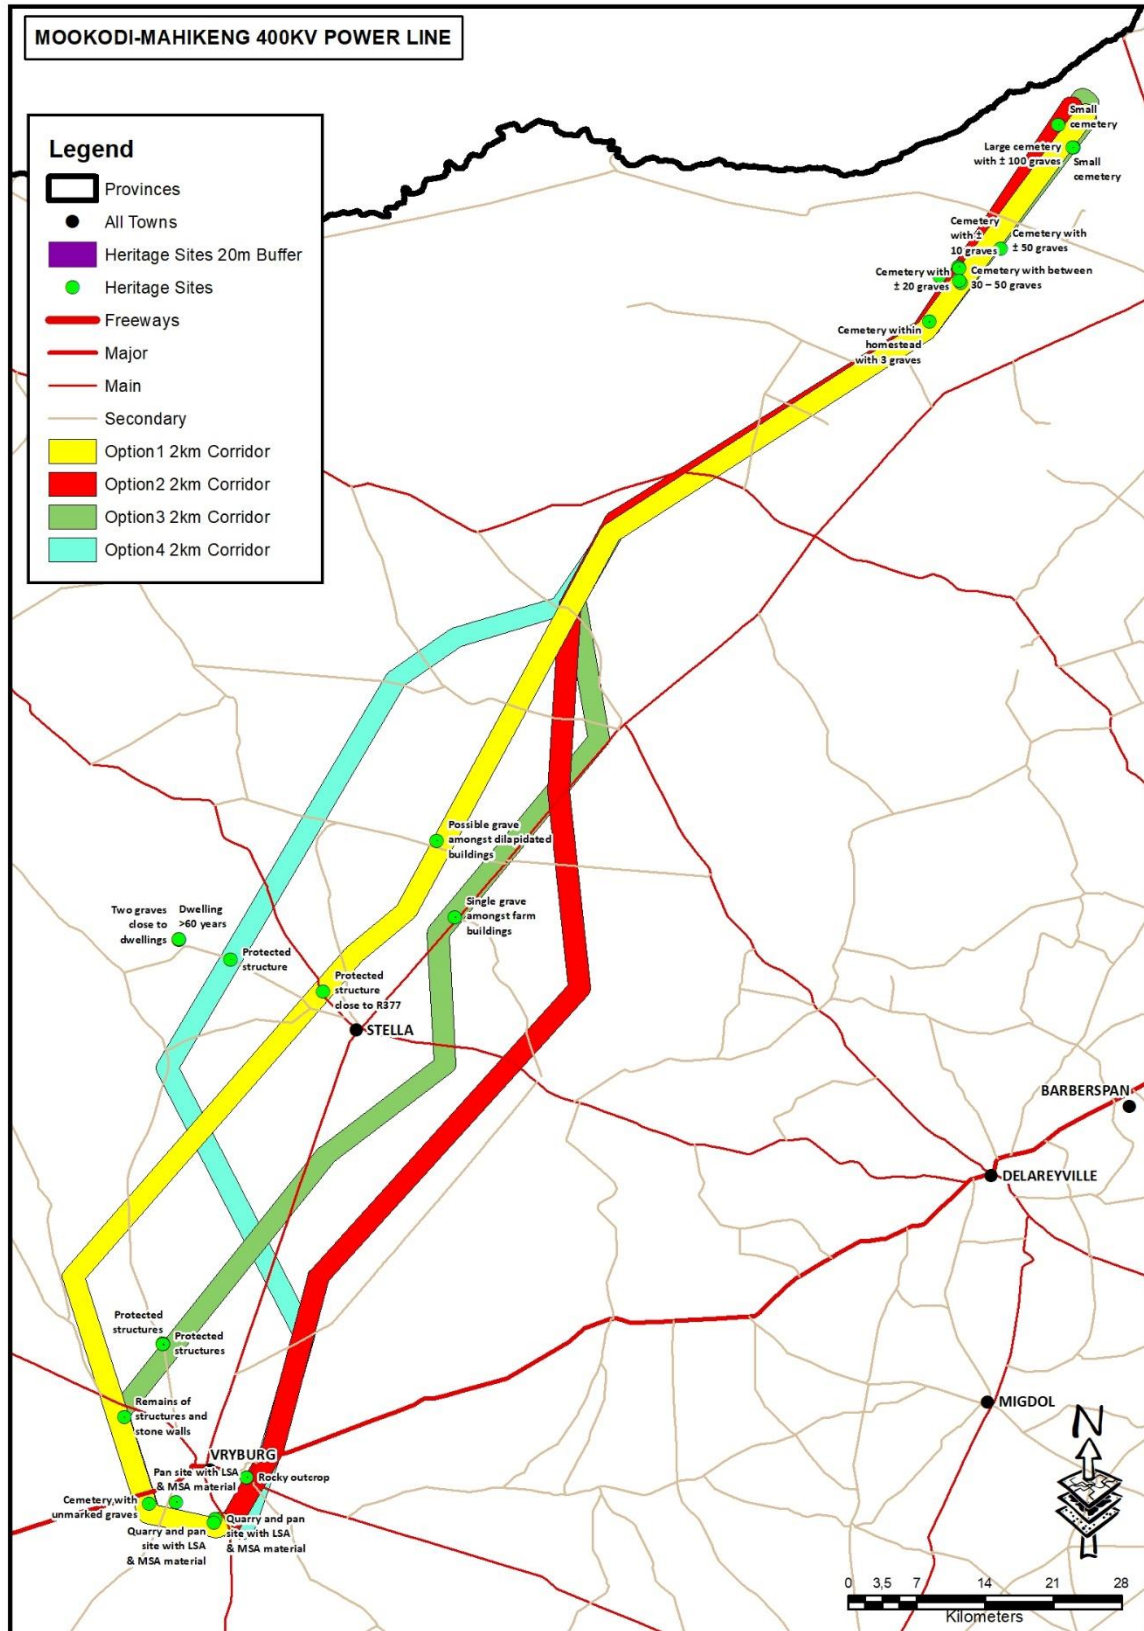 MOOKODI-MAHIKENG 400KV POWER LINE
Legend
Provinces
All Towns
Heritage Sites 20m Buffer
Heritage Sites
Freeways
Major
Main
Secondary
Option1 2km Corridor
Option2 2km Corridor
Option3 2km Corridor
Option4 2km Corridor
Small
cemetery
Large cemetery
with ± 100 graves
Small
cemetery
Cemetery
with ±
10 graves
Cemetery with
± 50 graves
Cemetery with
± 20 graves
Cemetery with between
30 – 50 graves
Cemetery within
homestead
with 3 graves
Possible grave
amongst dilapidated
buildings
Single grave
amongst farm
buildings
Two graves
close to
dwellings
Dwelling
>60 years
Protected
structure
Protected
structure
close to R377
STELLA
BARBERSPAN
DELAREYVILLE
Protected
structures
Protected
structures
Remains of
structures and
stone walls
MIGDOL
VRYBURG
Pan site with LSA
& MSA material
Rocky outcrop
Cemetery with
unmarked graves
Quarry and pan
site with LSA
& MSA material
Quarry and pan
site with LSA
& MSA material
N
0 3,5 7 14 21 28
Kilometers